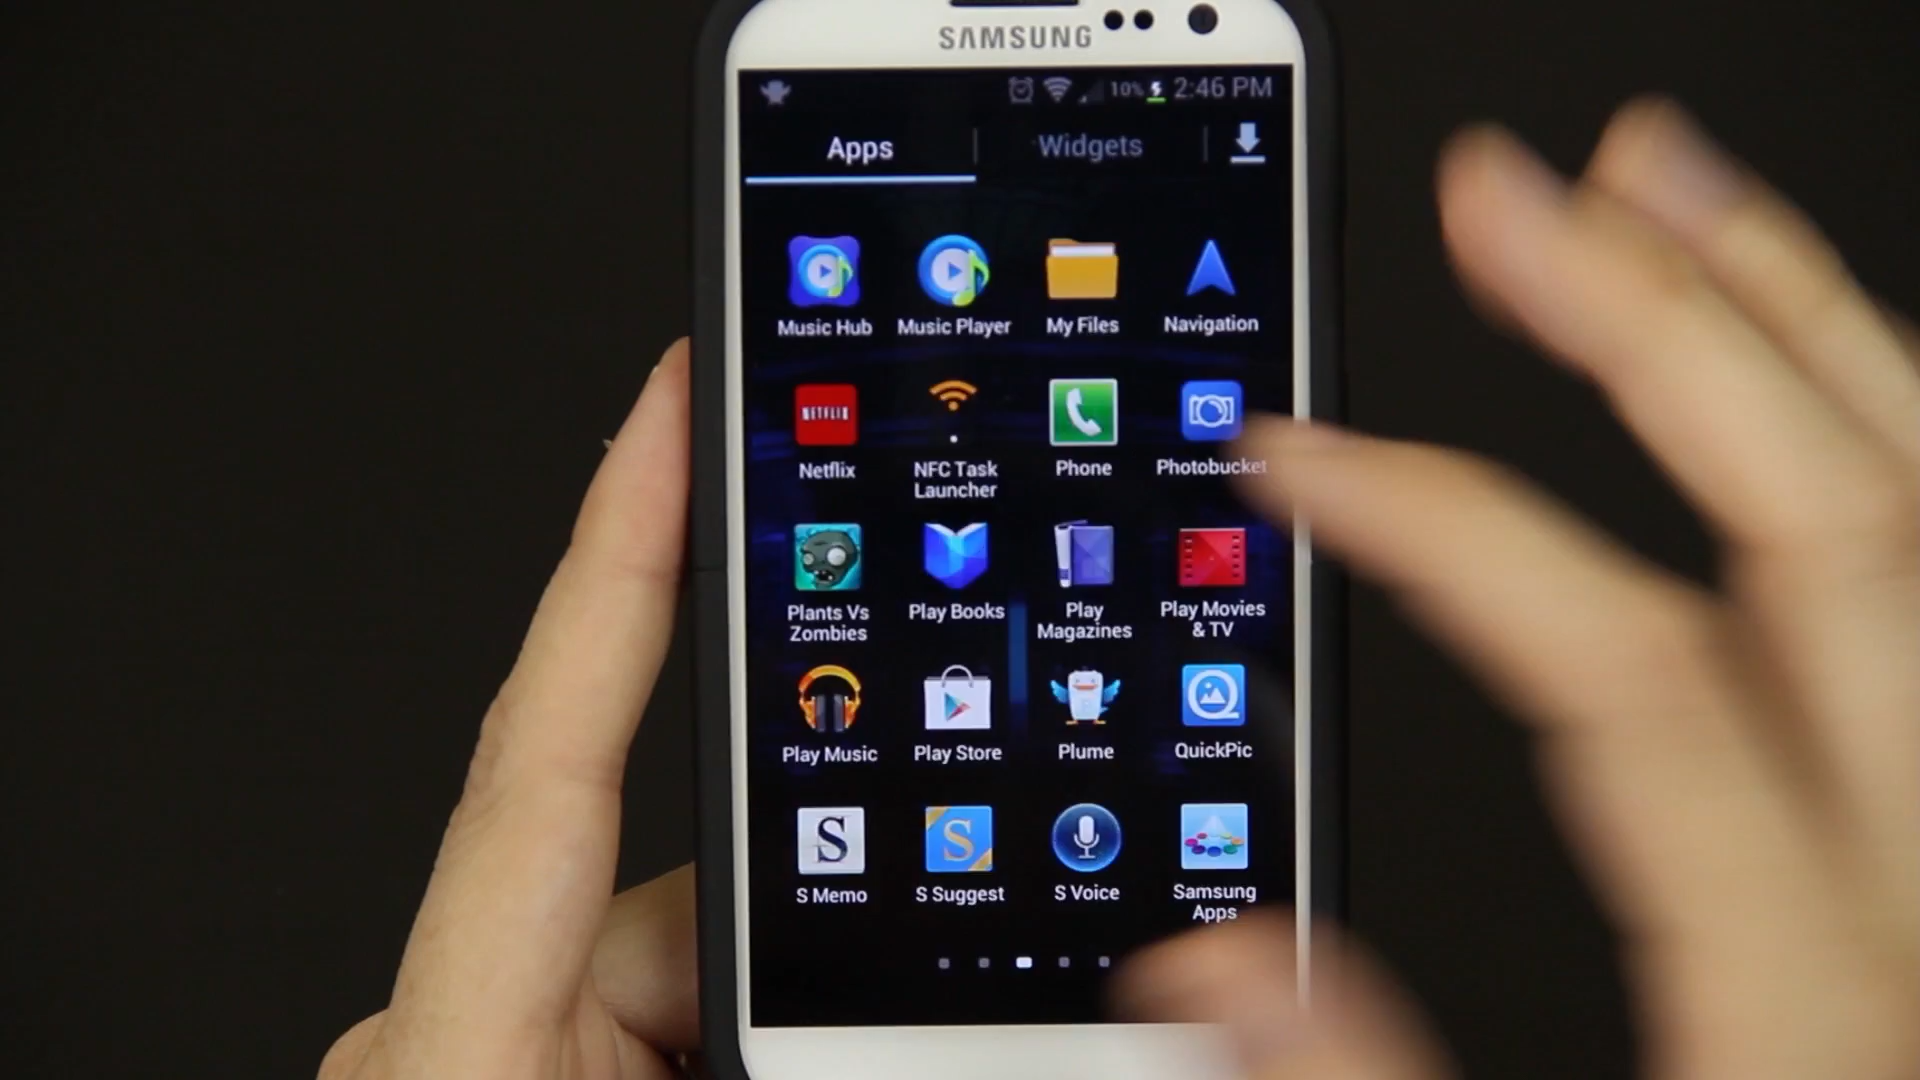 SAMSUNG
10% 2:46 PM
Apps Widgets
Music Hub Music Player My Files Navigation
NETFLIX
Netflix NFC Task Phone Photobucket
Launcher
Plants Vs Play Books Play Play Movies
Zombies Magazines & TV
Play Music Play Store Plume QuickPic
S S
S Memo S Suggest S Voice Samsung
Apps